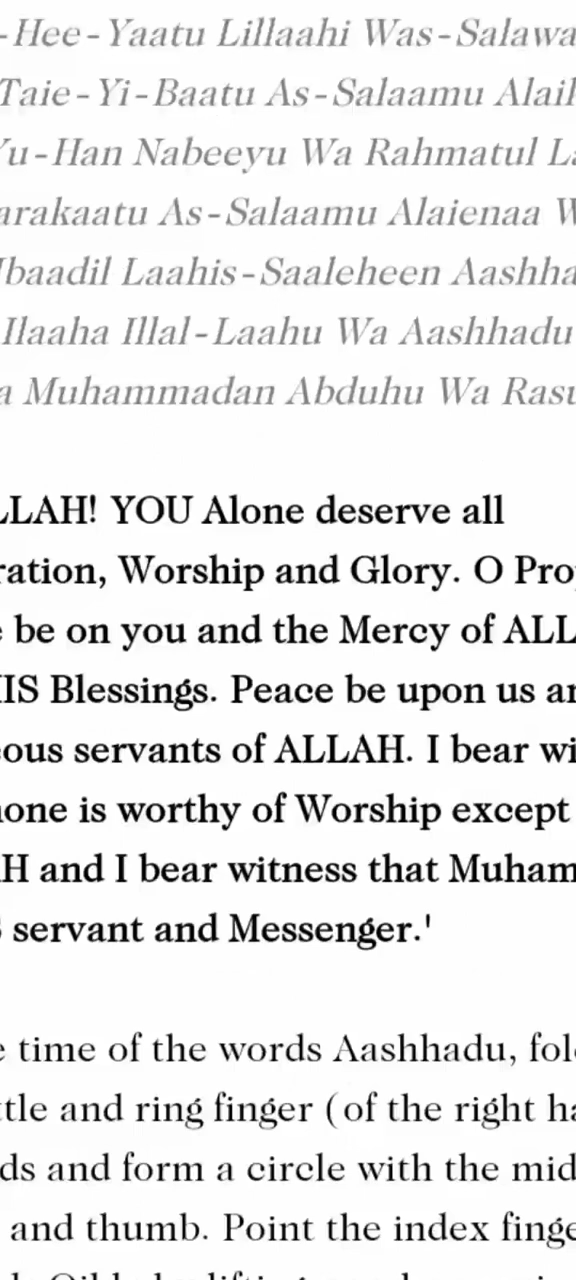 -Hee-Yaatu Lillaahi Was-Salawa
Taie-Yi-Baatu As-Salaamu Alaih
Yu-Han Nabeeyu Wa Rahmatul La
arakaatu As-Salaamu Alaienaa W
Ibaadil Laahis-Saaleheen Aashha
Ilaaha Illal-Laahu Wa Aashhadu
a Muhammadan Abduhu Wa Rasu
LLAH! YOU Alone deserve all
ration, Worship and Glory. O Pro
e be on you and the Mercy of ALL
HIS Blessings. Peace be upon us an
eous servants of ALLAH. I bear wi
none is worthy of Worship except
AH and I bear witness that Muham
S servant and Messenger.'
e time of the words Aashhadu, fol
ttle and ring finger (of the right ha
ds and form a circle with the mid
and thumb. Point the index finge